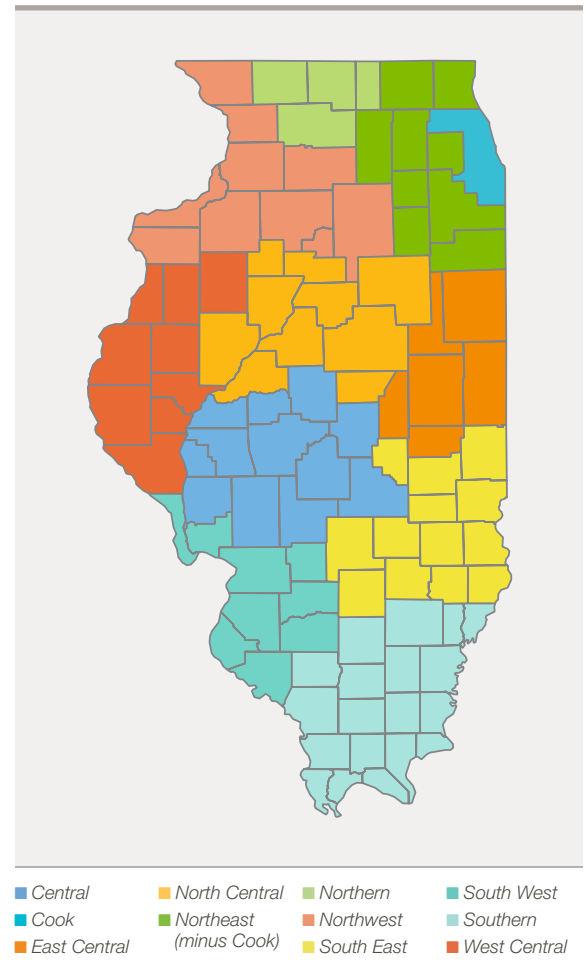 Central
Cook
East Central
North Central
Northeast
(minus Cook)
Northern
Northwest
South East
South West
Southern
West Central